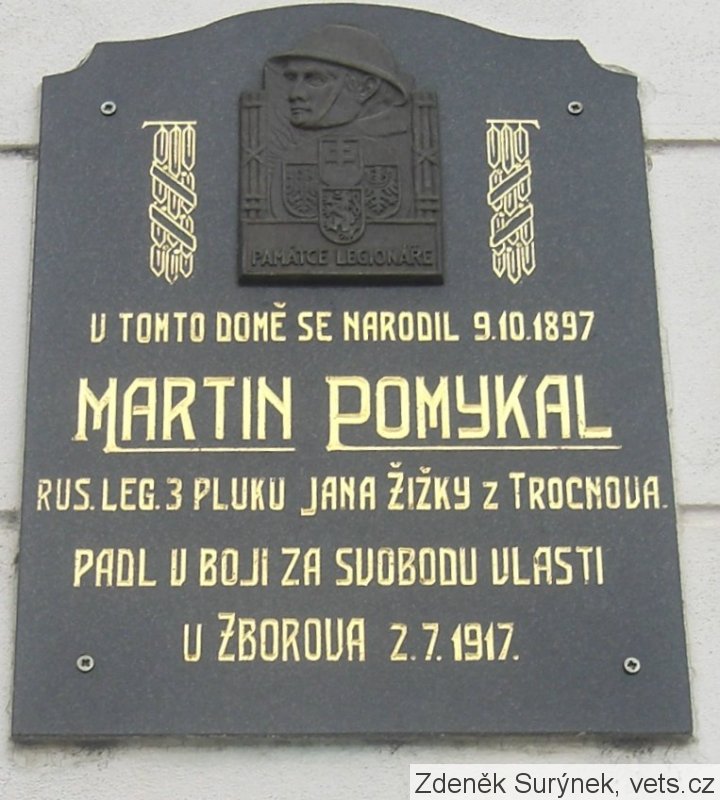 PAMÁTCE LEGIONÁŘE
V TOMTO DOMĚ SE NARODIL 9.10.1897
MARTIN POMYKAL
RUS. LEG. 3 PLUKU JANA ŽIŽKY z TROCNOVA.
PADL V BOJI ZA SVOBODU VLASTI
U ZBOROVA 2.7.1917.
Zdeněk Surýnek, vets.cz